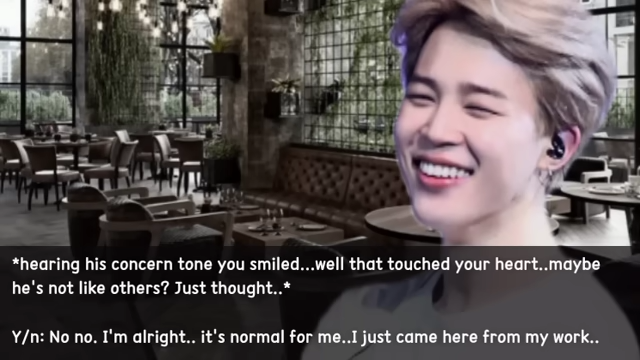 *hearing his concern tone you smiled...well that touched your heart..maybe
he's not like others? Just thought..*
Y/n: No no. I'm alright.. it's normal for me..I just came here from my work..